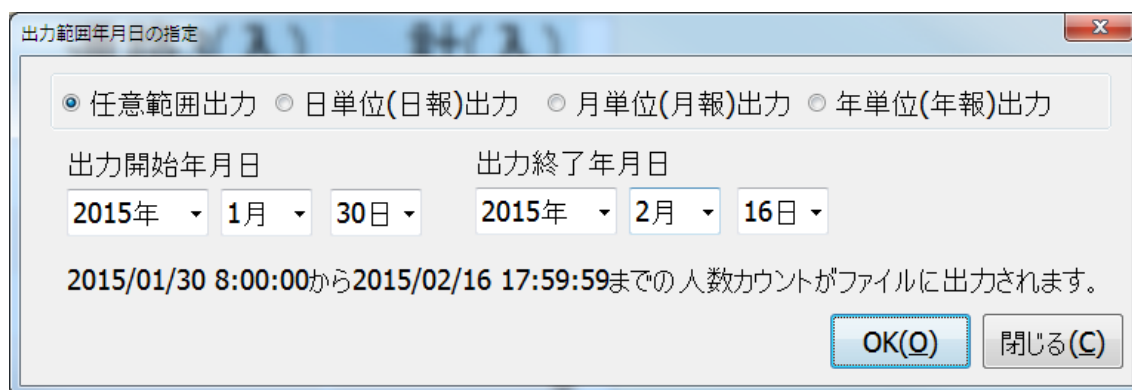 出力範囲年月日の指定
任意範囲出力 日単位(日報)出力 月単位(月報)出力 年単位(年報)出力
出力開始年月日 出力終了年月日
2015年 1月 30日 2015年 2月 16日
2015/01/30 8:00:00から2015/02/16 17:59:59までの人数カウントがファイルに出力されます。
OK(O) 閉じる(C)